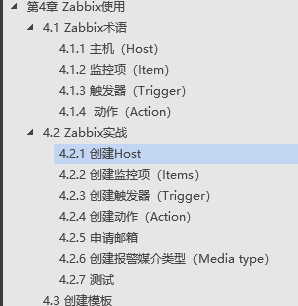 第4章 Zabbix使用
4.1 Zabbix术语
4.1.1 主机（Host）
4.1.2 监控项（Item）
4.1.3 触发器（Trigger）
4.1.4 动作（Action）
4.2 Zabbix实战
4.2.1 创建Host
4.2.2 创建监控项（Items）
4.2.3 创建触发器（Trigger）
4.2.4 创建动作（Action）
4.2.5 申请邮箱
4.2.6 创建报警媒介类型（Media type）
4.2.7 测试
4.3 创建模板